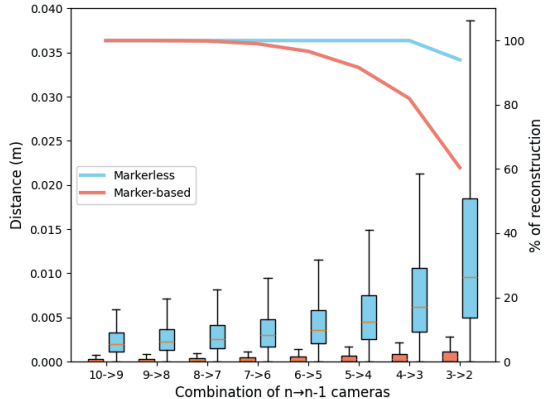 0.040
0.035
0.030
0.025
0.020
0.015
0.010
0.005
0.000
Distance (m)
Markerless
Marker-based
100
80
60
40
20
0
% of reconstruction
10->9 9->8 8->7 7->6 6->5 5->4 4->3 3->2
Combination of n→n-1 cameras